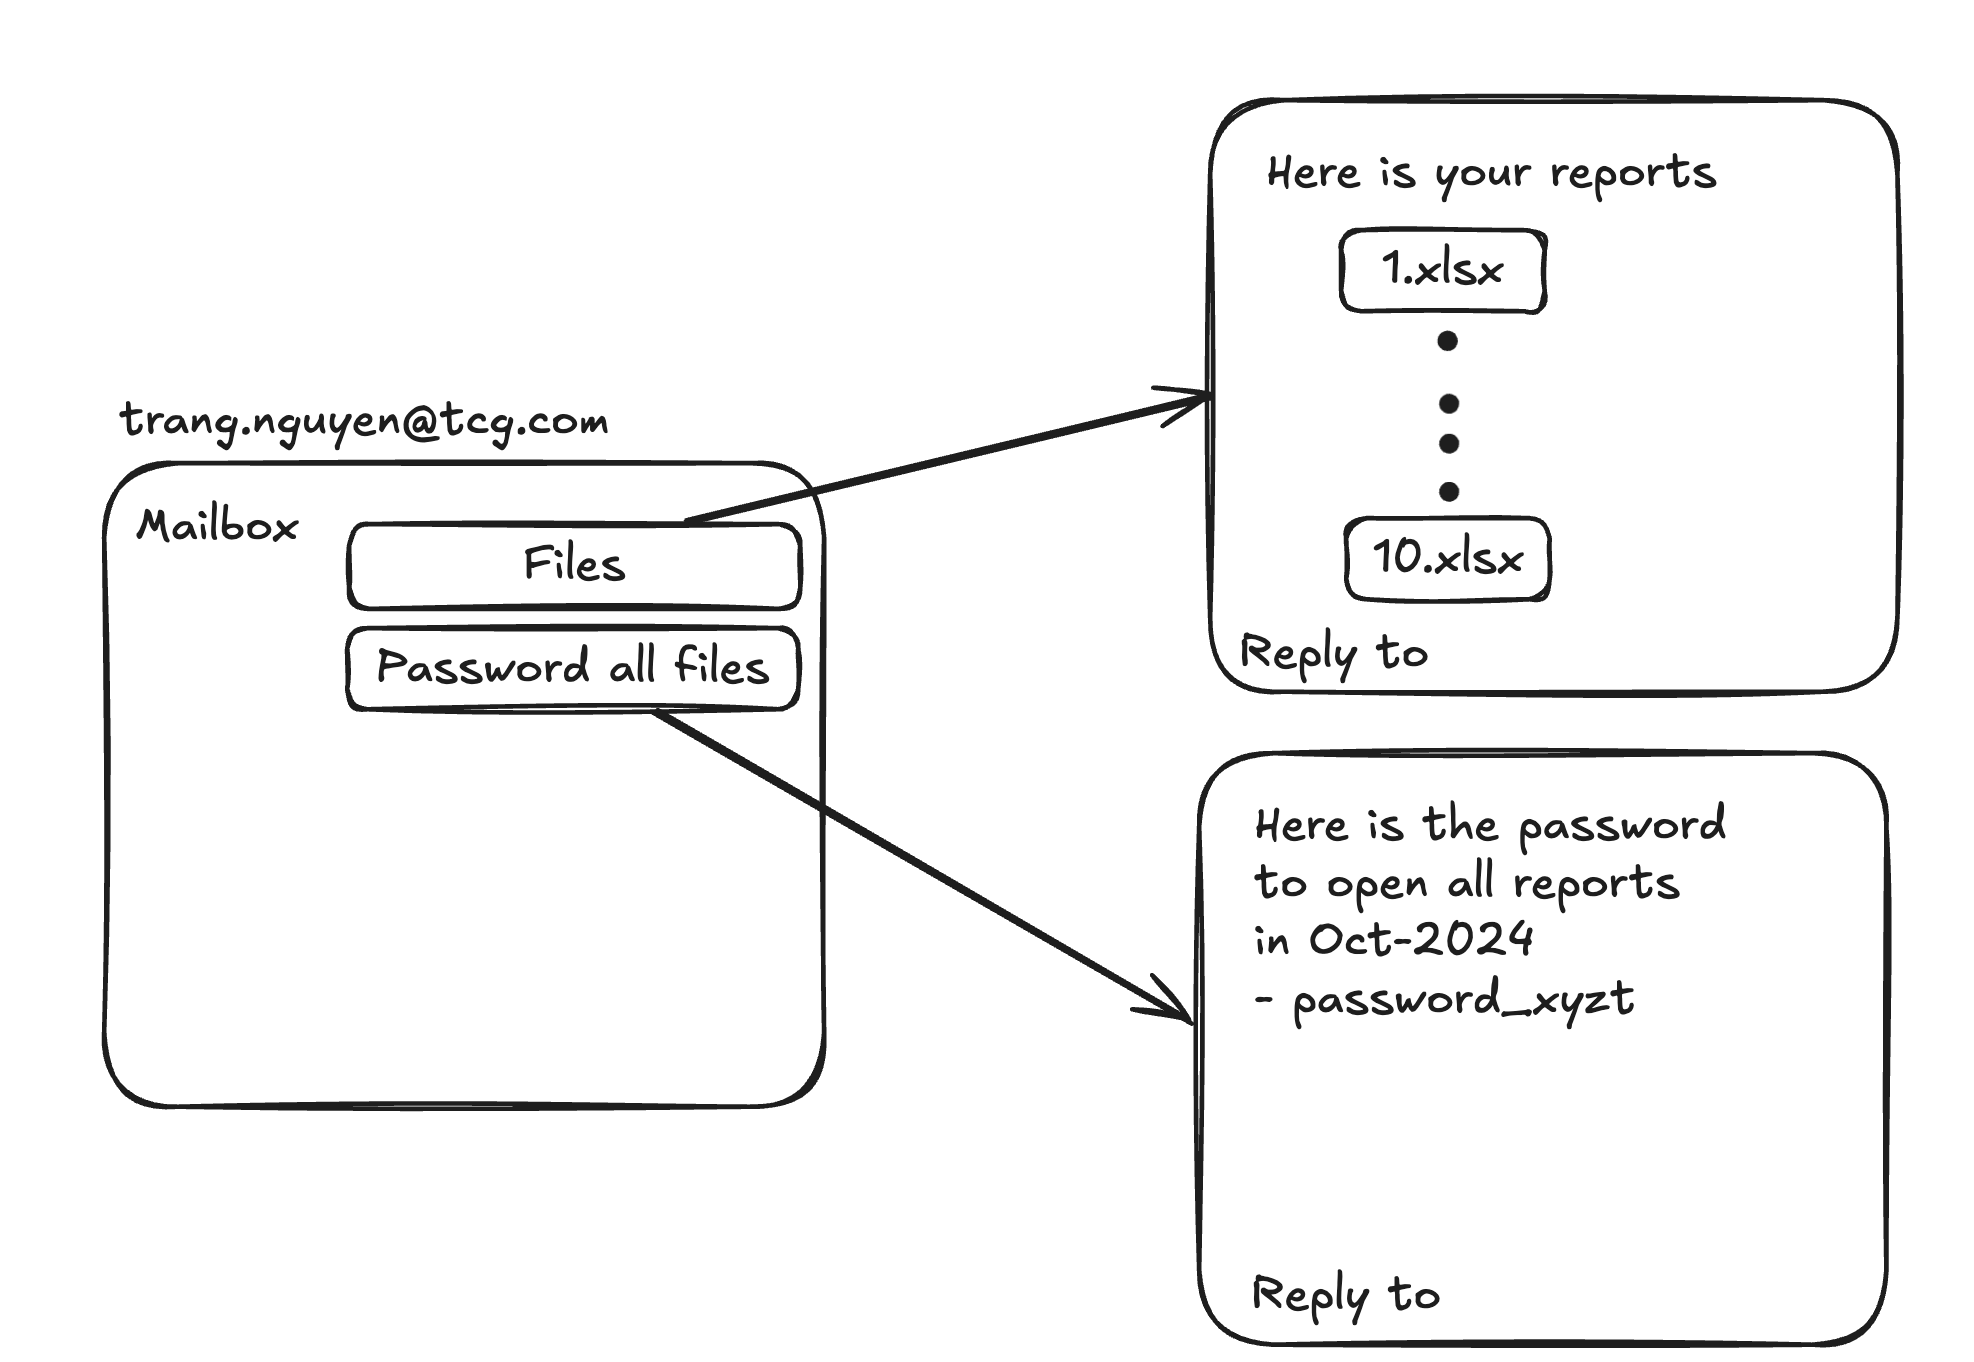 trang.nguyen@tcg.com
Mailbox
Files
Password all files
Here is your reports
1.xlsx
10.xlsx
Reply to
Here is the password
to open all reports
in Oct-2024
- password_xyzt
Reply to